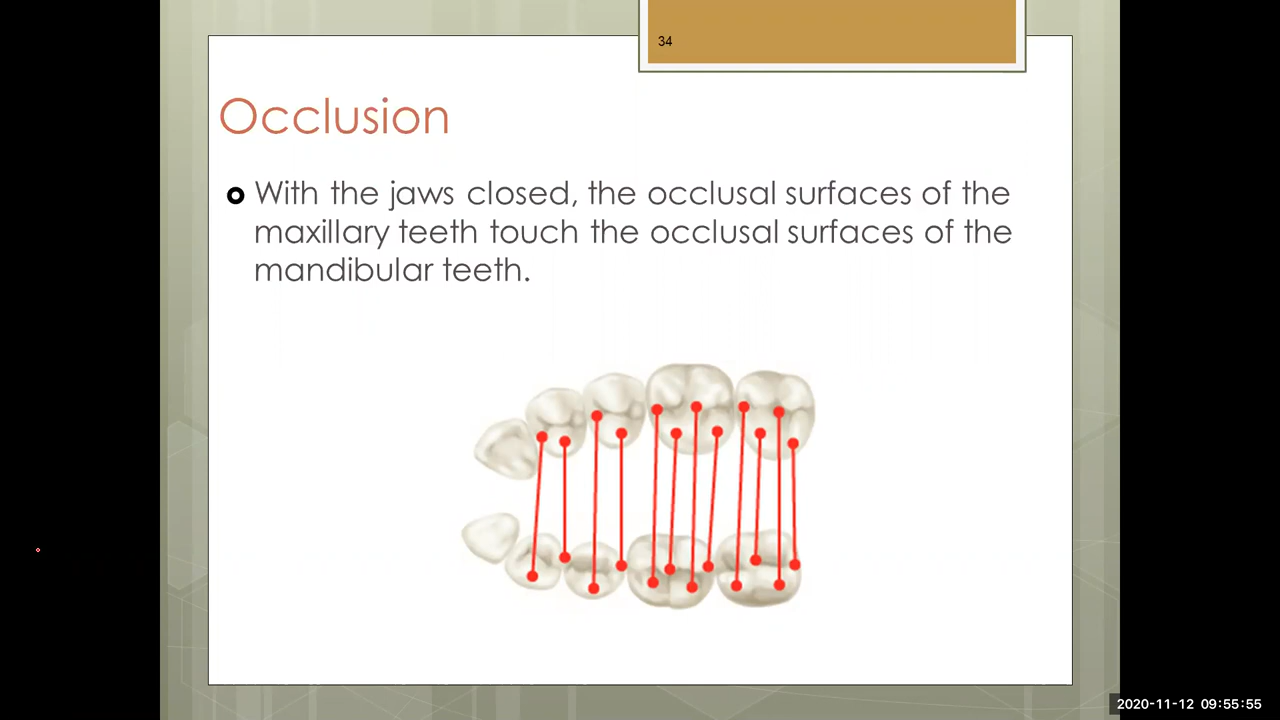 34
Occlusion
With the jaws closed, the occlusal surfaces of the
maxillary teeth touch the occlusal surfaces of the
mandibular teeth.
2020-11-12 09:55:55